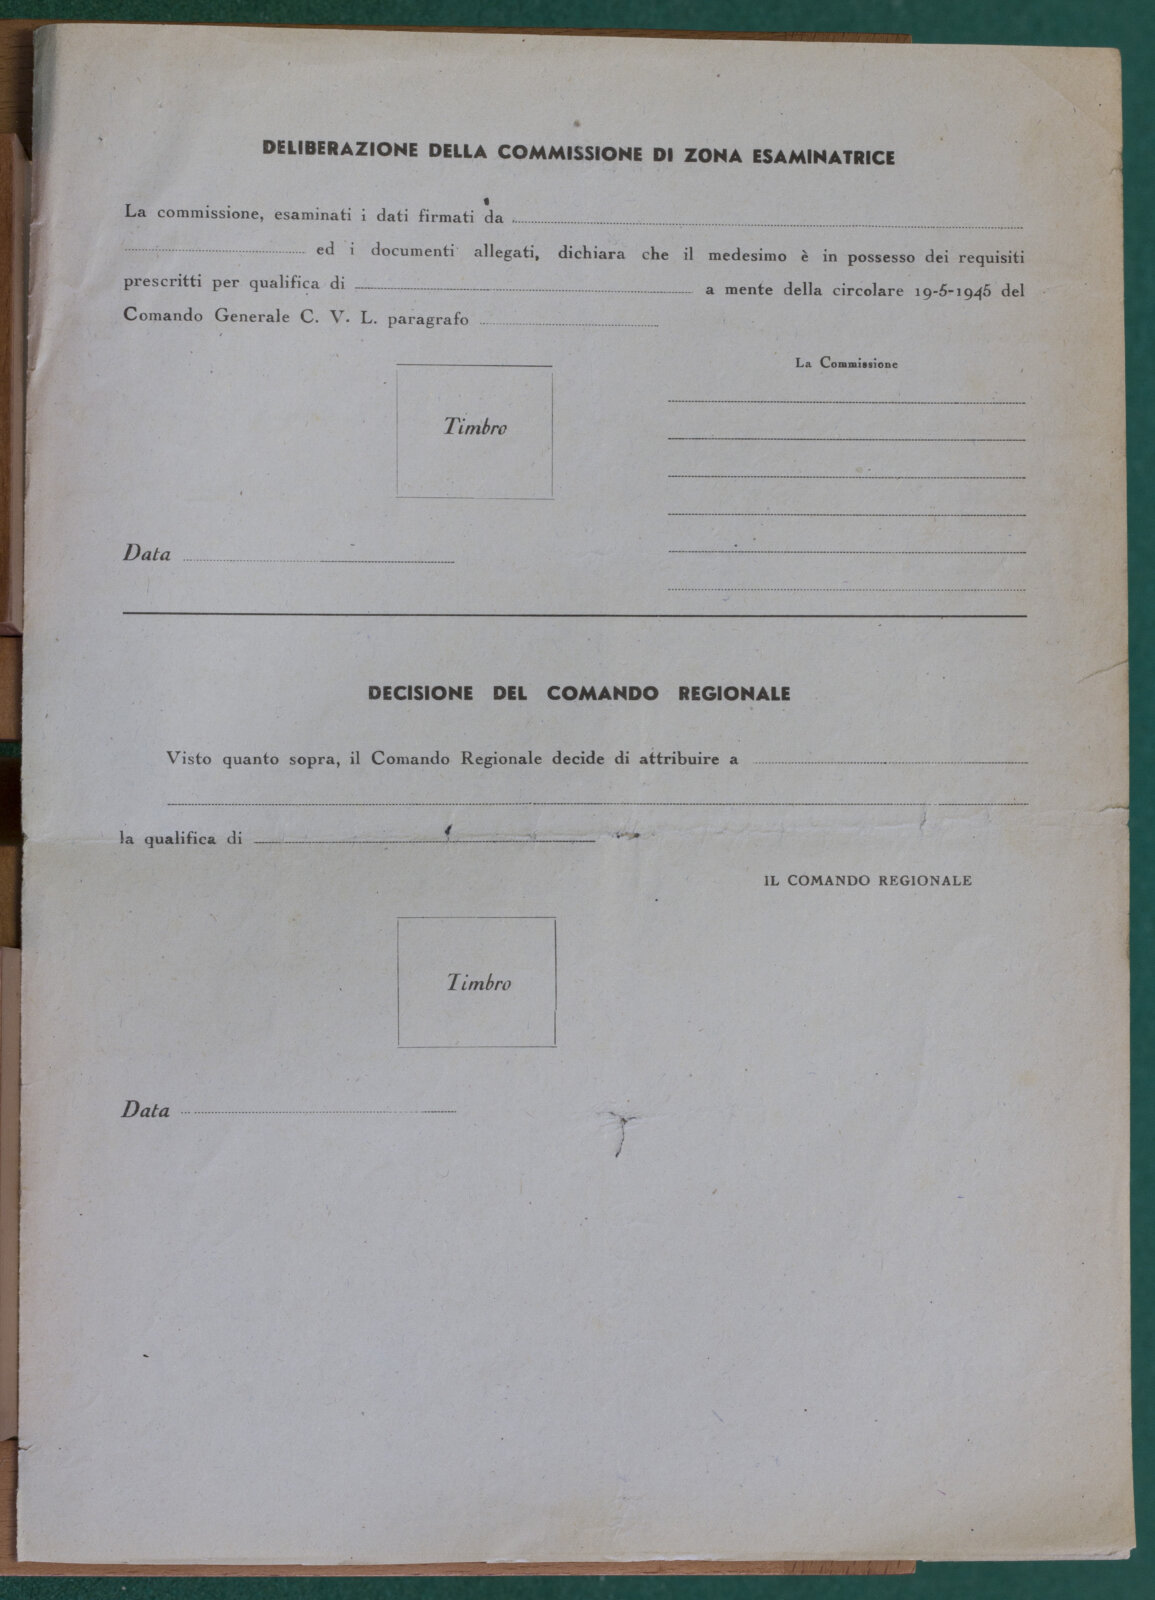 DELIBERAZIONE DELLA COMMISSIONE DI ZONA ESAMINATRICE
La commissione, esaminati i dati firmati da
ed i documenti allegati, dichiara che il medesimo è in possesso dei requisiti
prescritti per qualifica di a mente della circolare 19-5-1945 del
Comando Generale C. V. L. paragrafo
La Commissione
Timbro
Data
DECISIONE DEL COMANDO REGIONALE
Visto quanto sopra, il Comando Regionale decide di attribuire a
la qualifica di
IL COMANDO REGIONALE
Timbro
Data